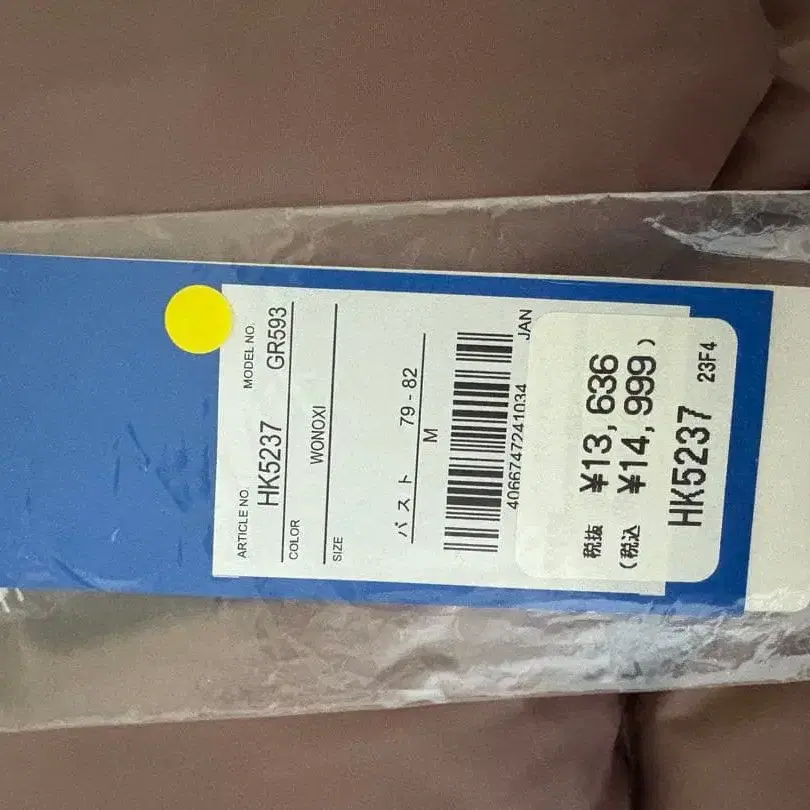 ARTICLE NO. MODEL NO.
HK5237 GR593
COLOR
WONOXI
SIZE
バスト 79 - 82
M
4066747241034 JAN
税抜 ¥13,636
(税込 ¥14,999)
HK5237 23F4